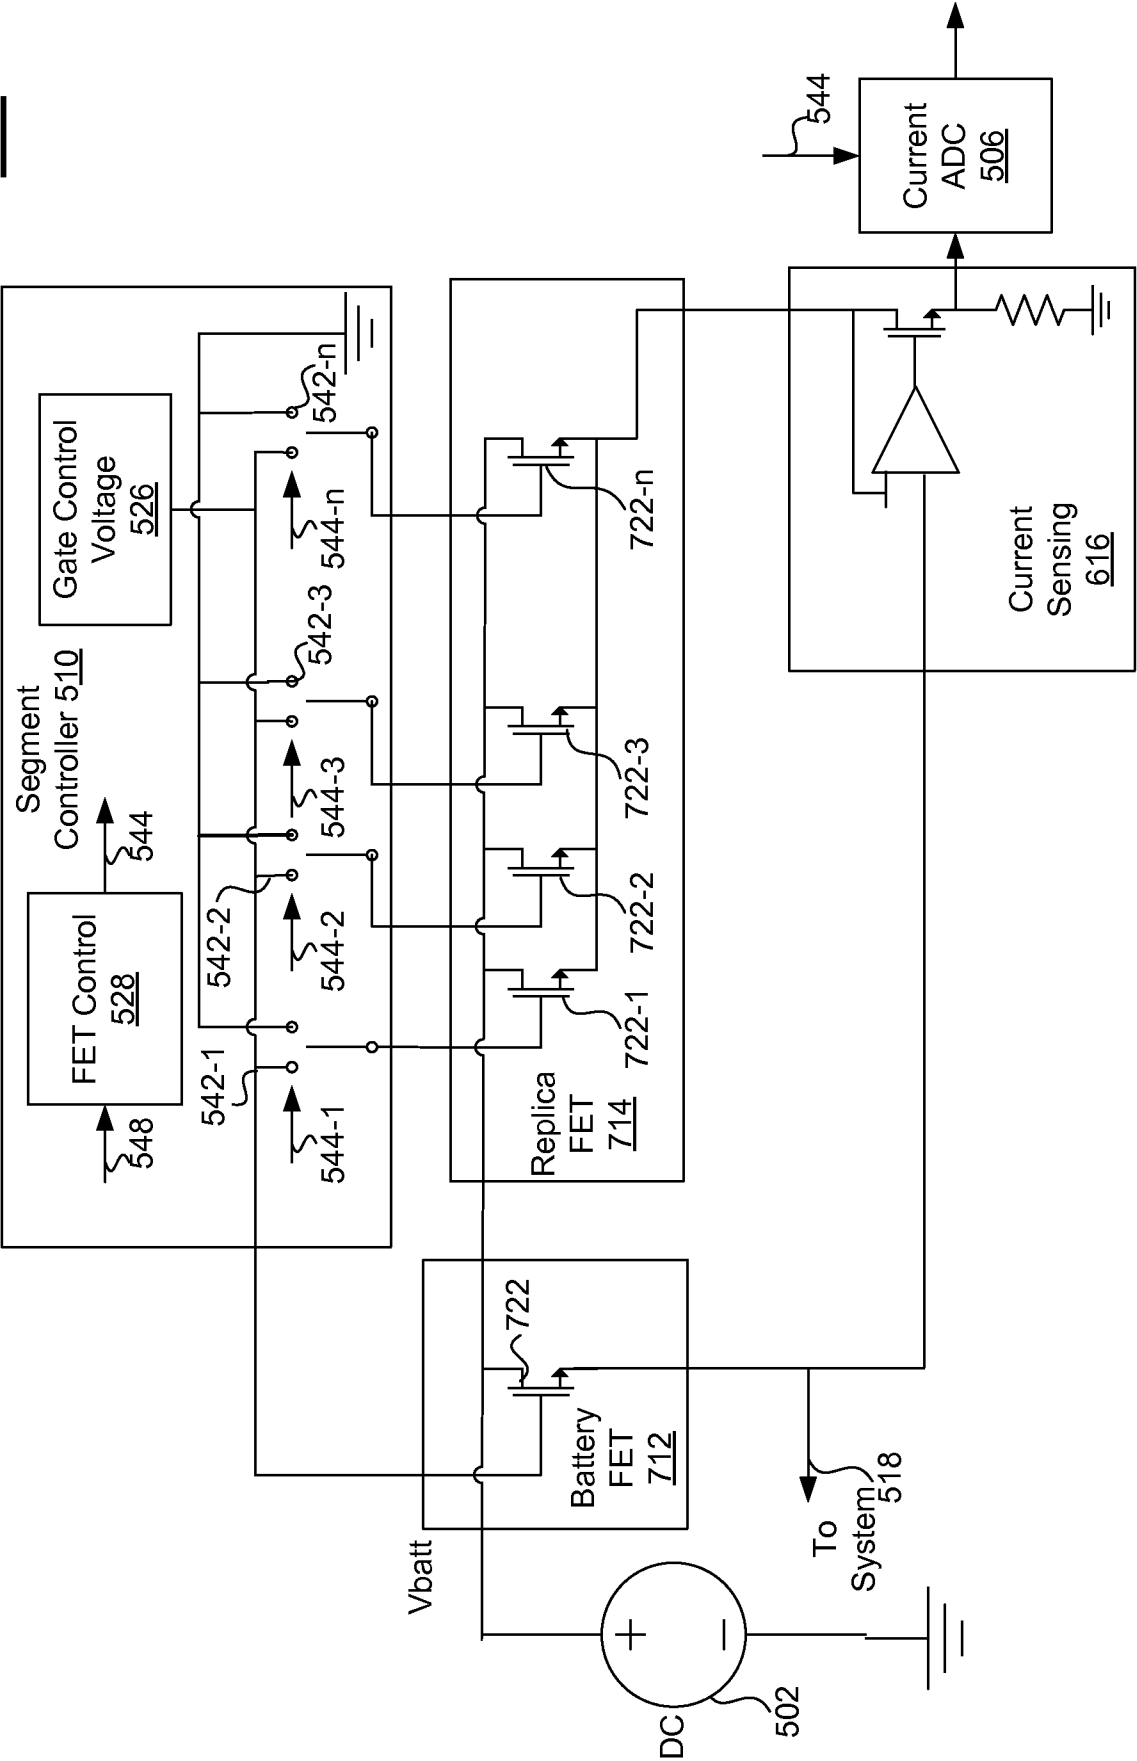 Segment
Controller 510
FET Control
528
548
544
Gate Control
Voltage
526
542-1
542-2
542-3
542-n
544-1
544-2
544-3
544-n
Vbatt
722
Battery
FET
712
Replica
FET
714
722-1
722-2
722-3
722-n
DC
502
To
System
518
Current
Sensing
616
544
Current
ADC
506